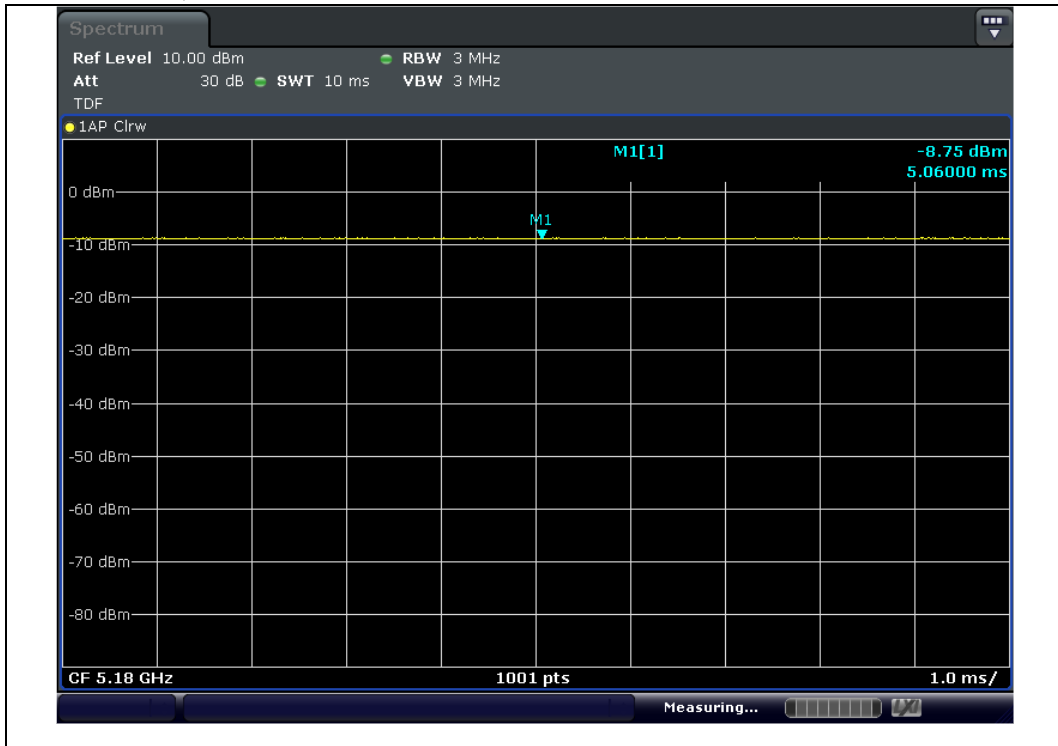 Spectrum
Ref Level 10.00 dBm RBW 3 MHz
Att 30 dB SWT 10 ms VBW 3 MHz
TDF
1AP Clrw
M1[1] -8.75 dBm
5.06000 ms
0 dBm
M1
-10 dBm
-20 dBm
-30 dBm
-40 dBm
-50 dBm
-60 dBm
-70 dBm
-80 dBm
CF 5.18 GHz 1001 pts 1.0 ms/
Measuring... LXI